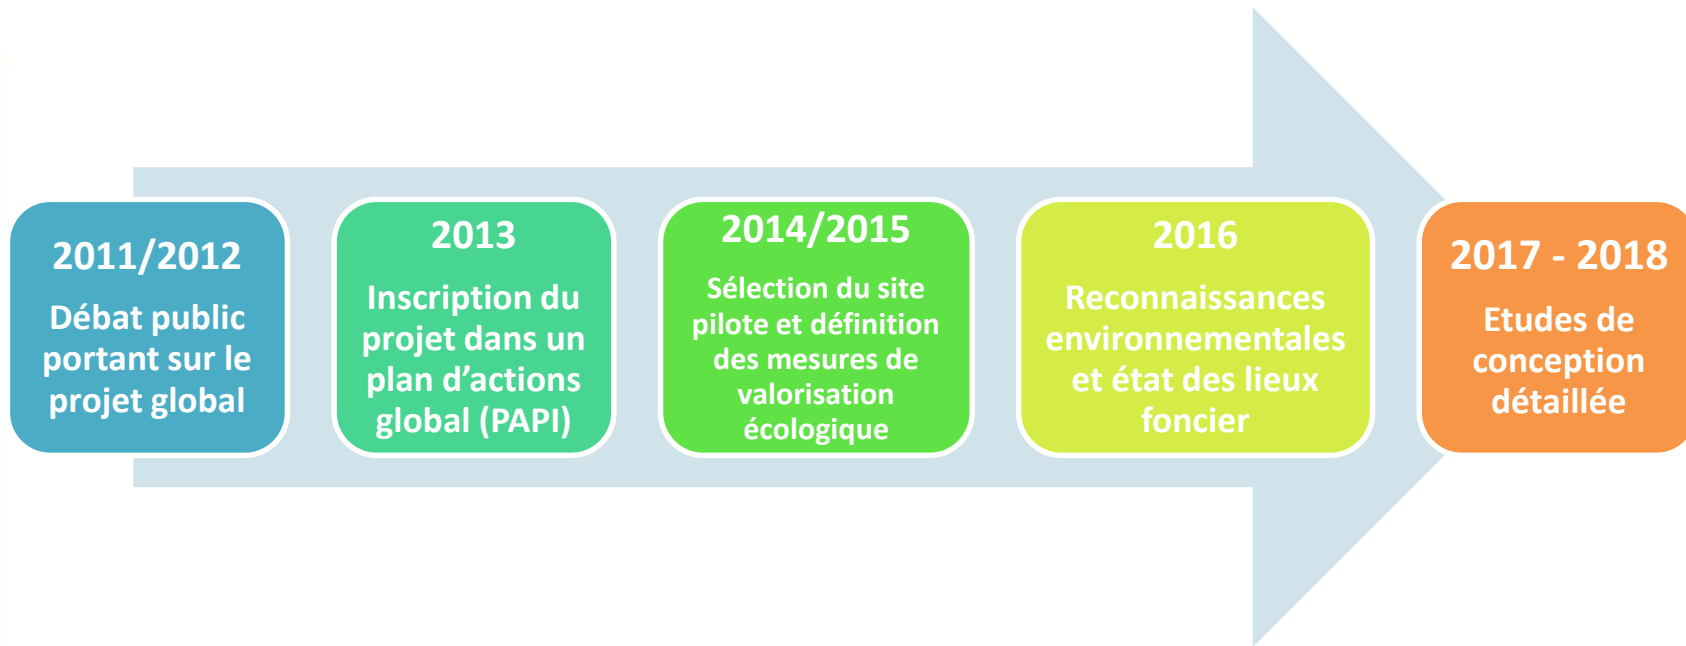 2011/2012
Débat public
portant sur le
projet global
2013
Inscription du
projet dans un
plan d’actions
global (PAPI)
2014/2015
Sélection du site
pilote et définition
des mesures de
valorisation
écologique
2016
Reconnaissances
environnementales
et état des lieux
foncier
2017 - 2018
Etudes de
conception
détaillée